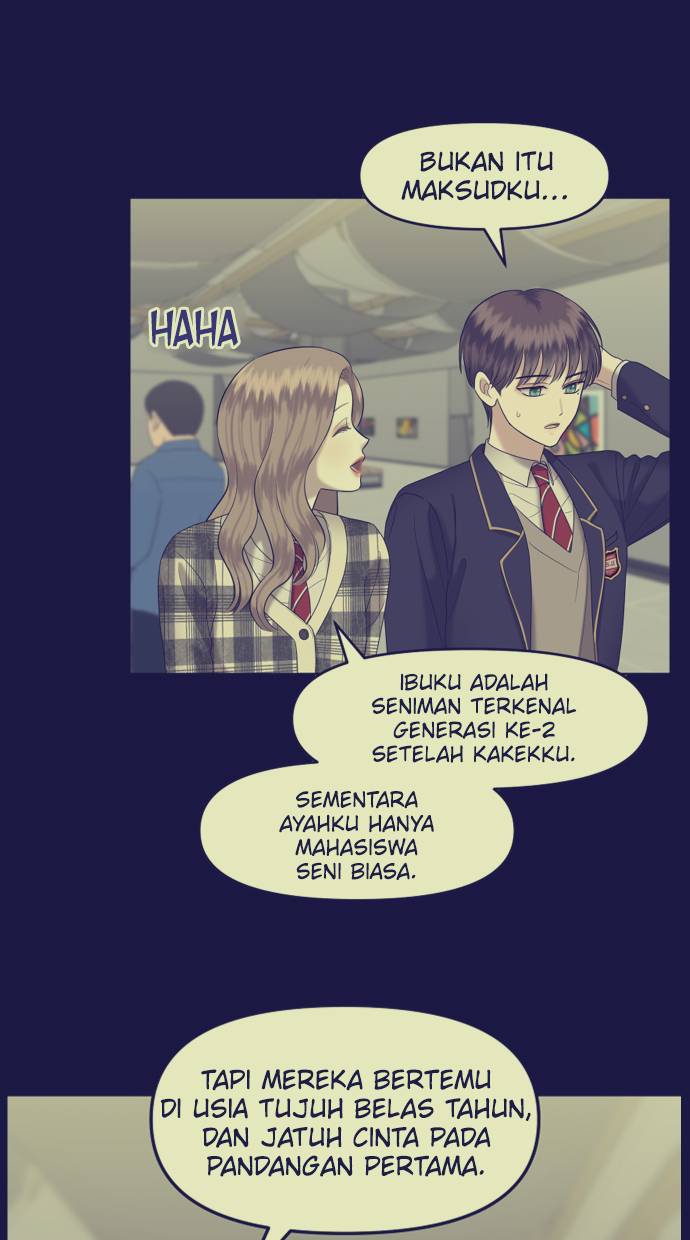 BUKAN ITU
MAKSUDKU...
HAHA
IBUKU ADALAH
SENIMAN TERKENAL
GENERASI KE-2
SETELAH KAKEKKU.
SEMENTARA
AYAHKU HANYA
MAHASISWA
SENI BIASA.
TAPI MEREKA BERTEMU
DI USIA TUJUH BELAS TAHUN,
DAN JATUH CINTA PADA
PANDANGAN PERTAMA.